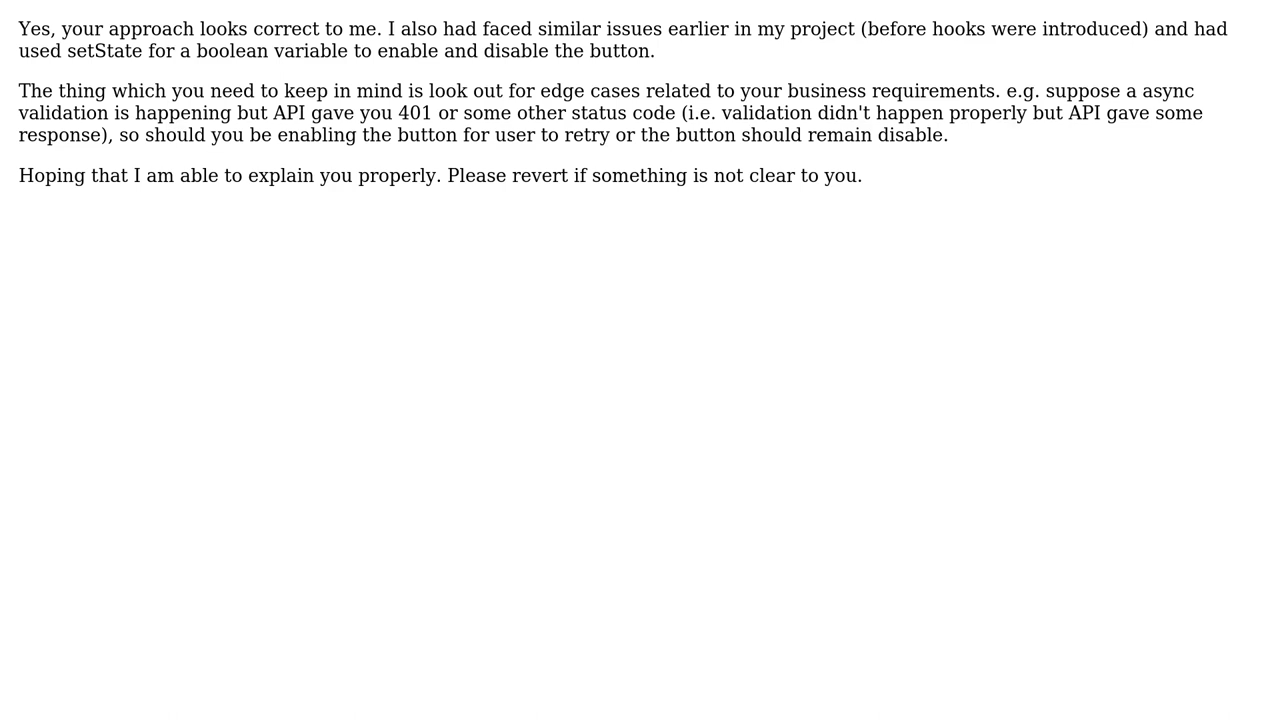 Yes, your approach looks correct to me. I also had faced similar issues earlier in my project (before hooks were introduced) and had
used setState for a boolean variable to enable and disable the button.
The thing which you need to keep in mind is look out for edge cases related to your business requirements. e.g. suppose a async
validation is happening but API gave you 401 or some other status code (i.e. validation didn't happen properly but API gave some
response), so should you be enabling the button for user to retry or the button should remain disable.
Hoping that I am able to explain you properly. Please revert if something is not clear to you.